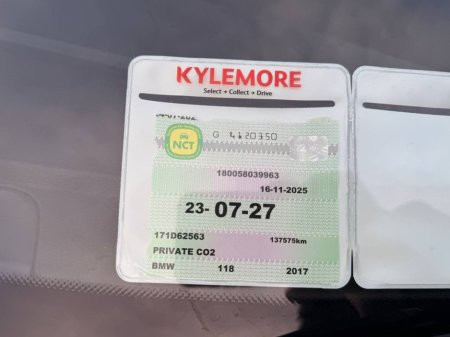 KYLEMORE
Select + Collect + Drive
NCT
G 4120350
180058039963
16-11-2025
23- 07-27
171D62563
137575km
PRIVATE CO2
BMW 118 2017